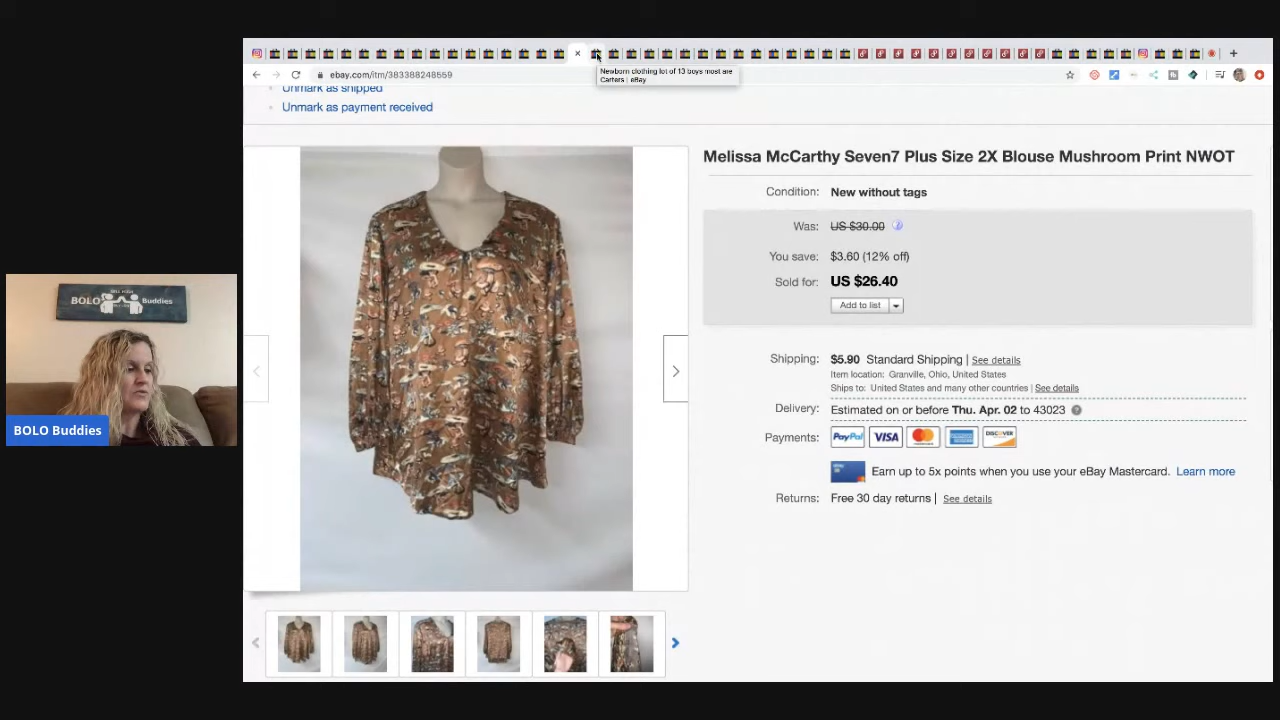 ebay.com/itm/383388248559
Newborn clothing lot of 13 boys most are
Carters | eBay
Unmark as shipped
Unmark as payment received
Melissa McCarthy Seven7 Plus Size 2X Blouse Mushroom Print NWOT
Condition: New without tags
Was: US $30.00
You save: $3.60 (12% off)
Sold for: US $26.40
Add to list
Shipping: $5.90 Standard Shipping | See details
Item location: Granville, Ohio, United States
Ships to: United States and many other countries | See details
Delivery: Estimated on or before Thu. Apr. 02 to 43023 ?
Payments: PayPal VISA MasterCard DISCOVER
Earn up to 5x points when you use your eBay Mastercard. Learn more
Returns: Free 30 day returns | See details
BOLO Buddies
BOLO Buddies